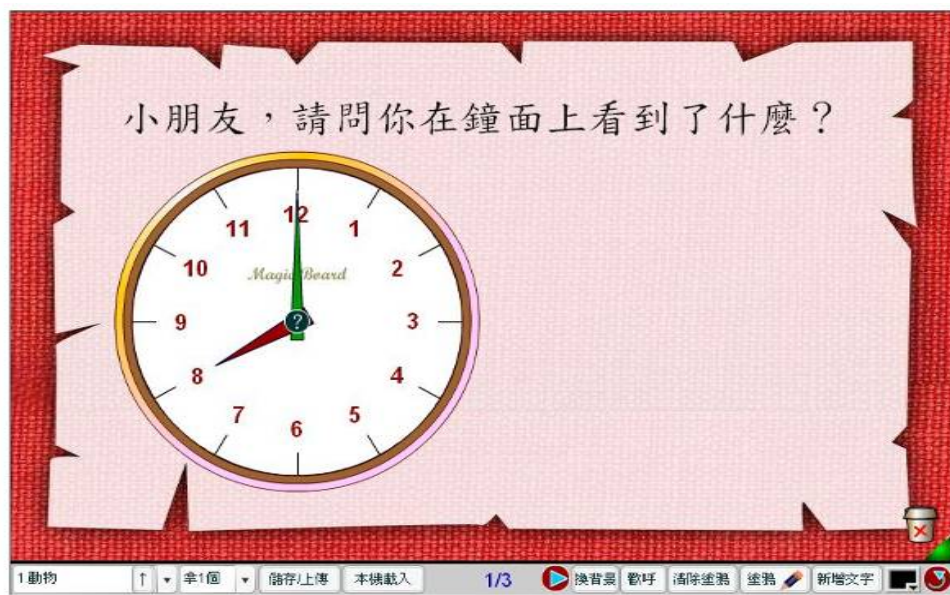 小朋友，請問你在鐘面上看到了什麼？
12
11
1
10
2
Magic Board
9
?
3
8
4
7
5
6
1動物
↑
拿1個
儲存/上傳
本機載入
1/3
換背景
歡呼
清除塗鴉
塗鴉
新增文字